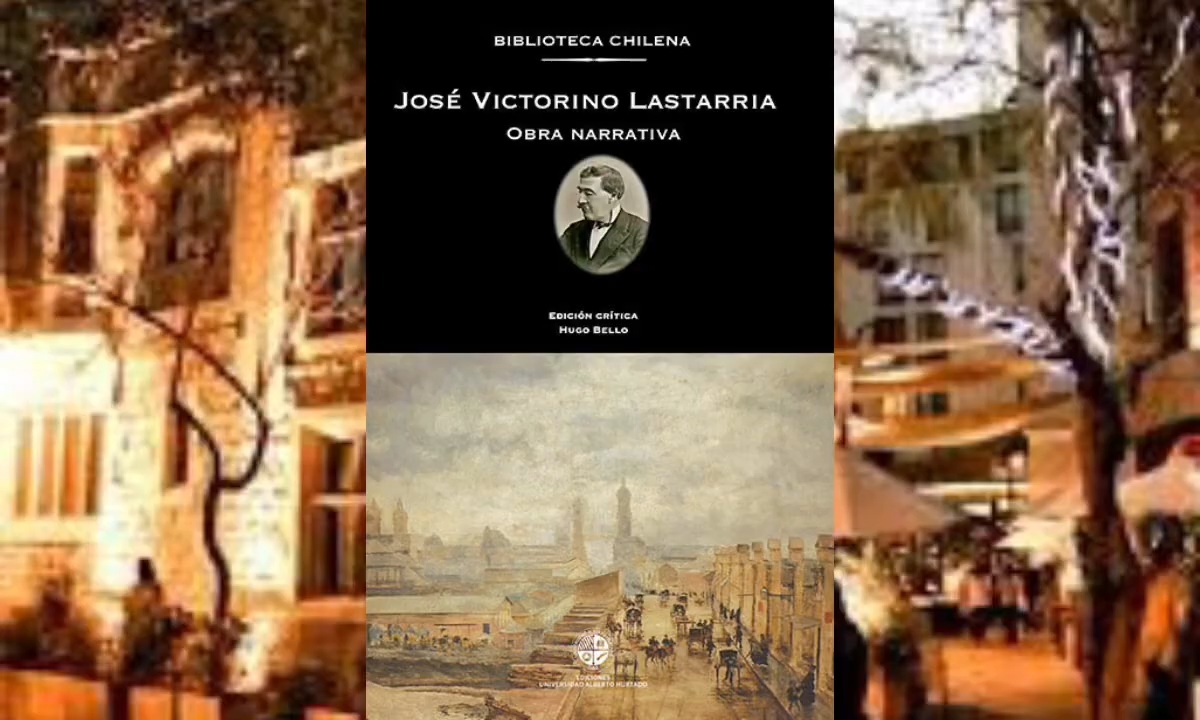 BIBLIOTECA CHILENA
JOSÉ VICTORINO LASTARRIA
OBRA NARRATIVA
EDICIÓN CRÍTICA
HUGO BELLO
EDICIONES
UNIVERSIDAD ALBERTO HURTADO